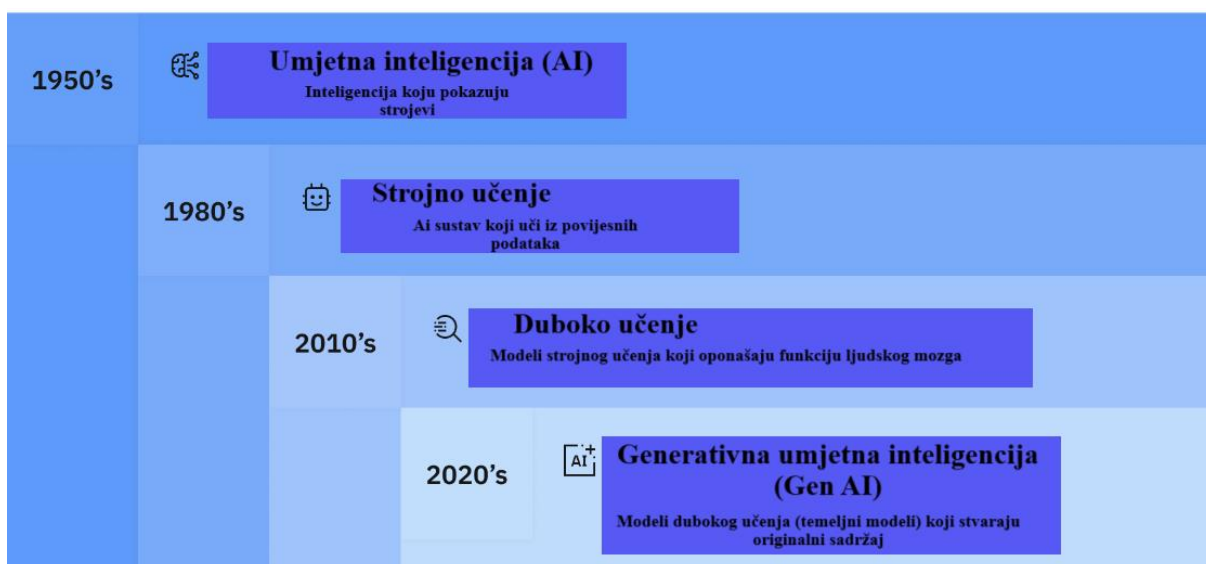 1950's
Umjetna inteligencija (AI)
Inteligencija koju pokazuju
strojevi
1980's
Strojno učenje
Ai sustav koji uči iz povijesnih
podataka
2010's
Duboko učenje
Modeli strojnog učenja koji oponašaju funkciju ljudskog mozga
2020's
AI
Generativna umjetna inteligencija
(Gen AI)
Modeli dubokog učenja (temeljni modeli) koji stvaraju
originalni sadržaj